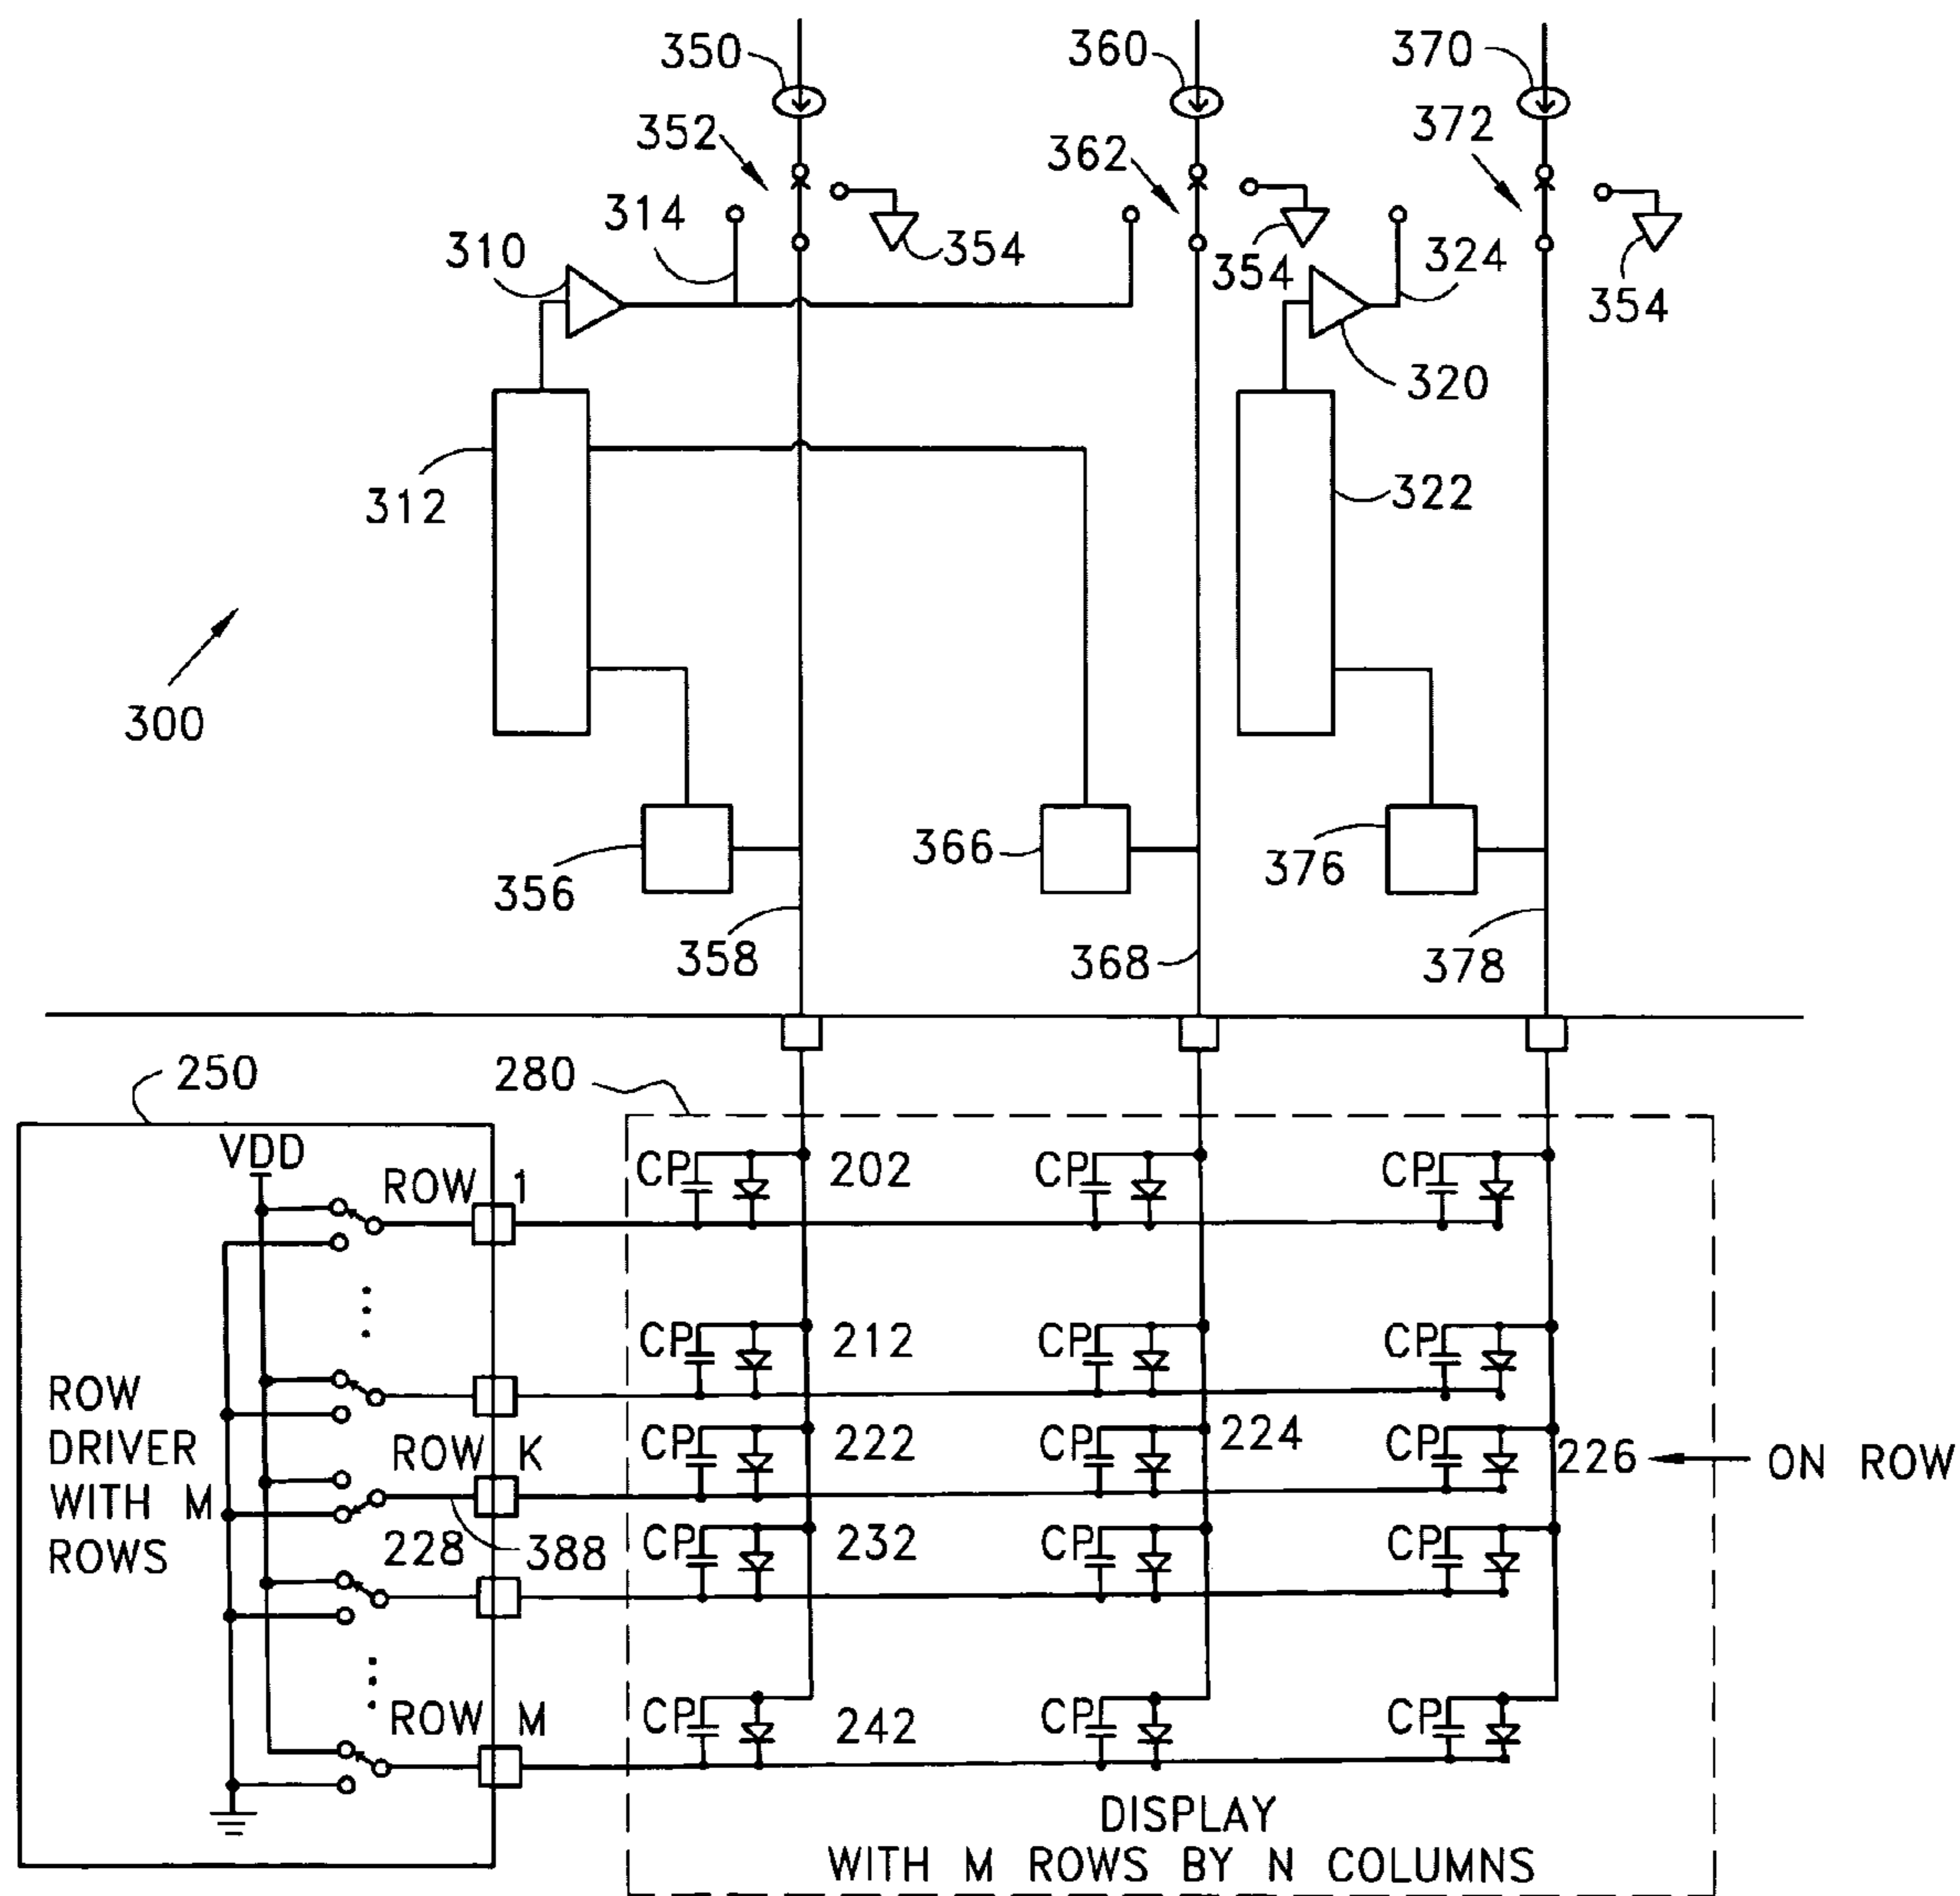 350
360
370
352
362
372
314
310
354
354
324
354
320
312
322
300
356
366
376
358
368
378
250
280
VDD
ROW 1
CP
202
CP
CP
CP
212
CP
CP
ROW DRIVER WITH M ROWS
ROW K
CP
222
CP
224
CP
226
ON ROW
228
388
CP
232
CP
CP
ROW M
CP
242
CP
CP
DISPLAY
WITH M ROWS BY N COLUMNS